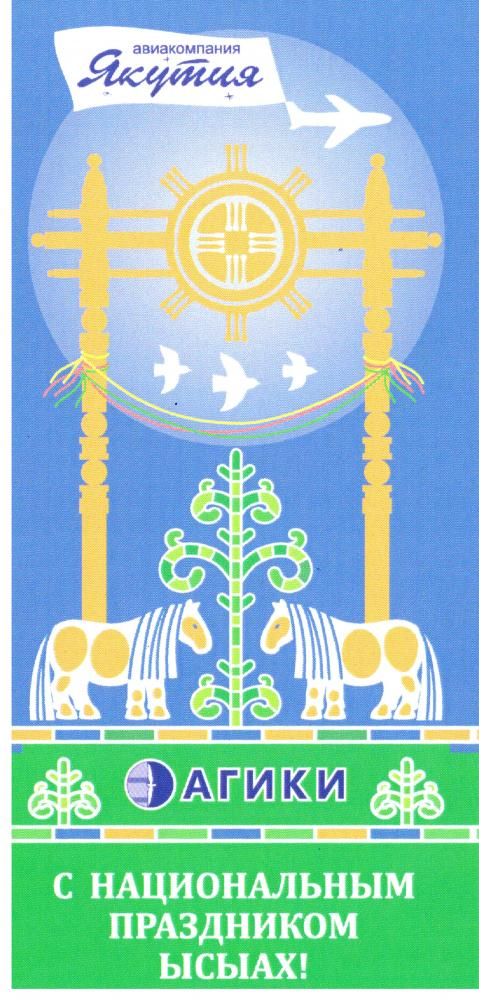 авиакомпания
Якутия
АГИКИ
С НАЦИОНАЛЬНЫМ
ПРАЗДНИКОМ
ЫСЫАХ!